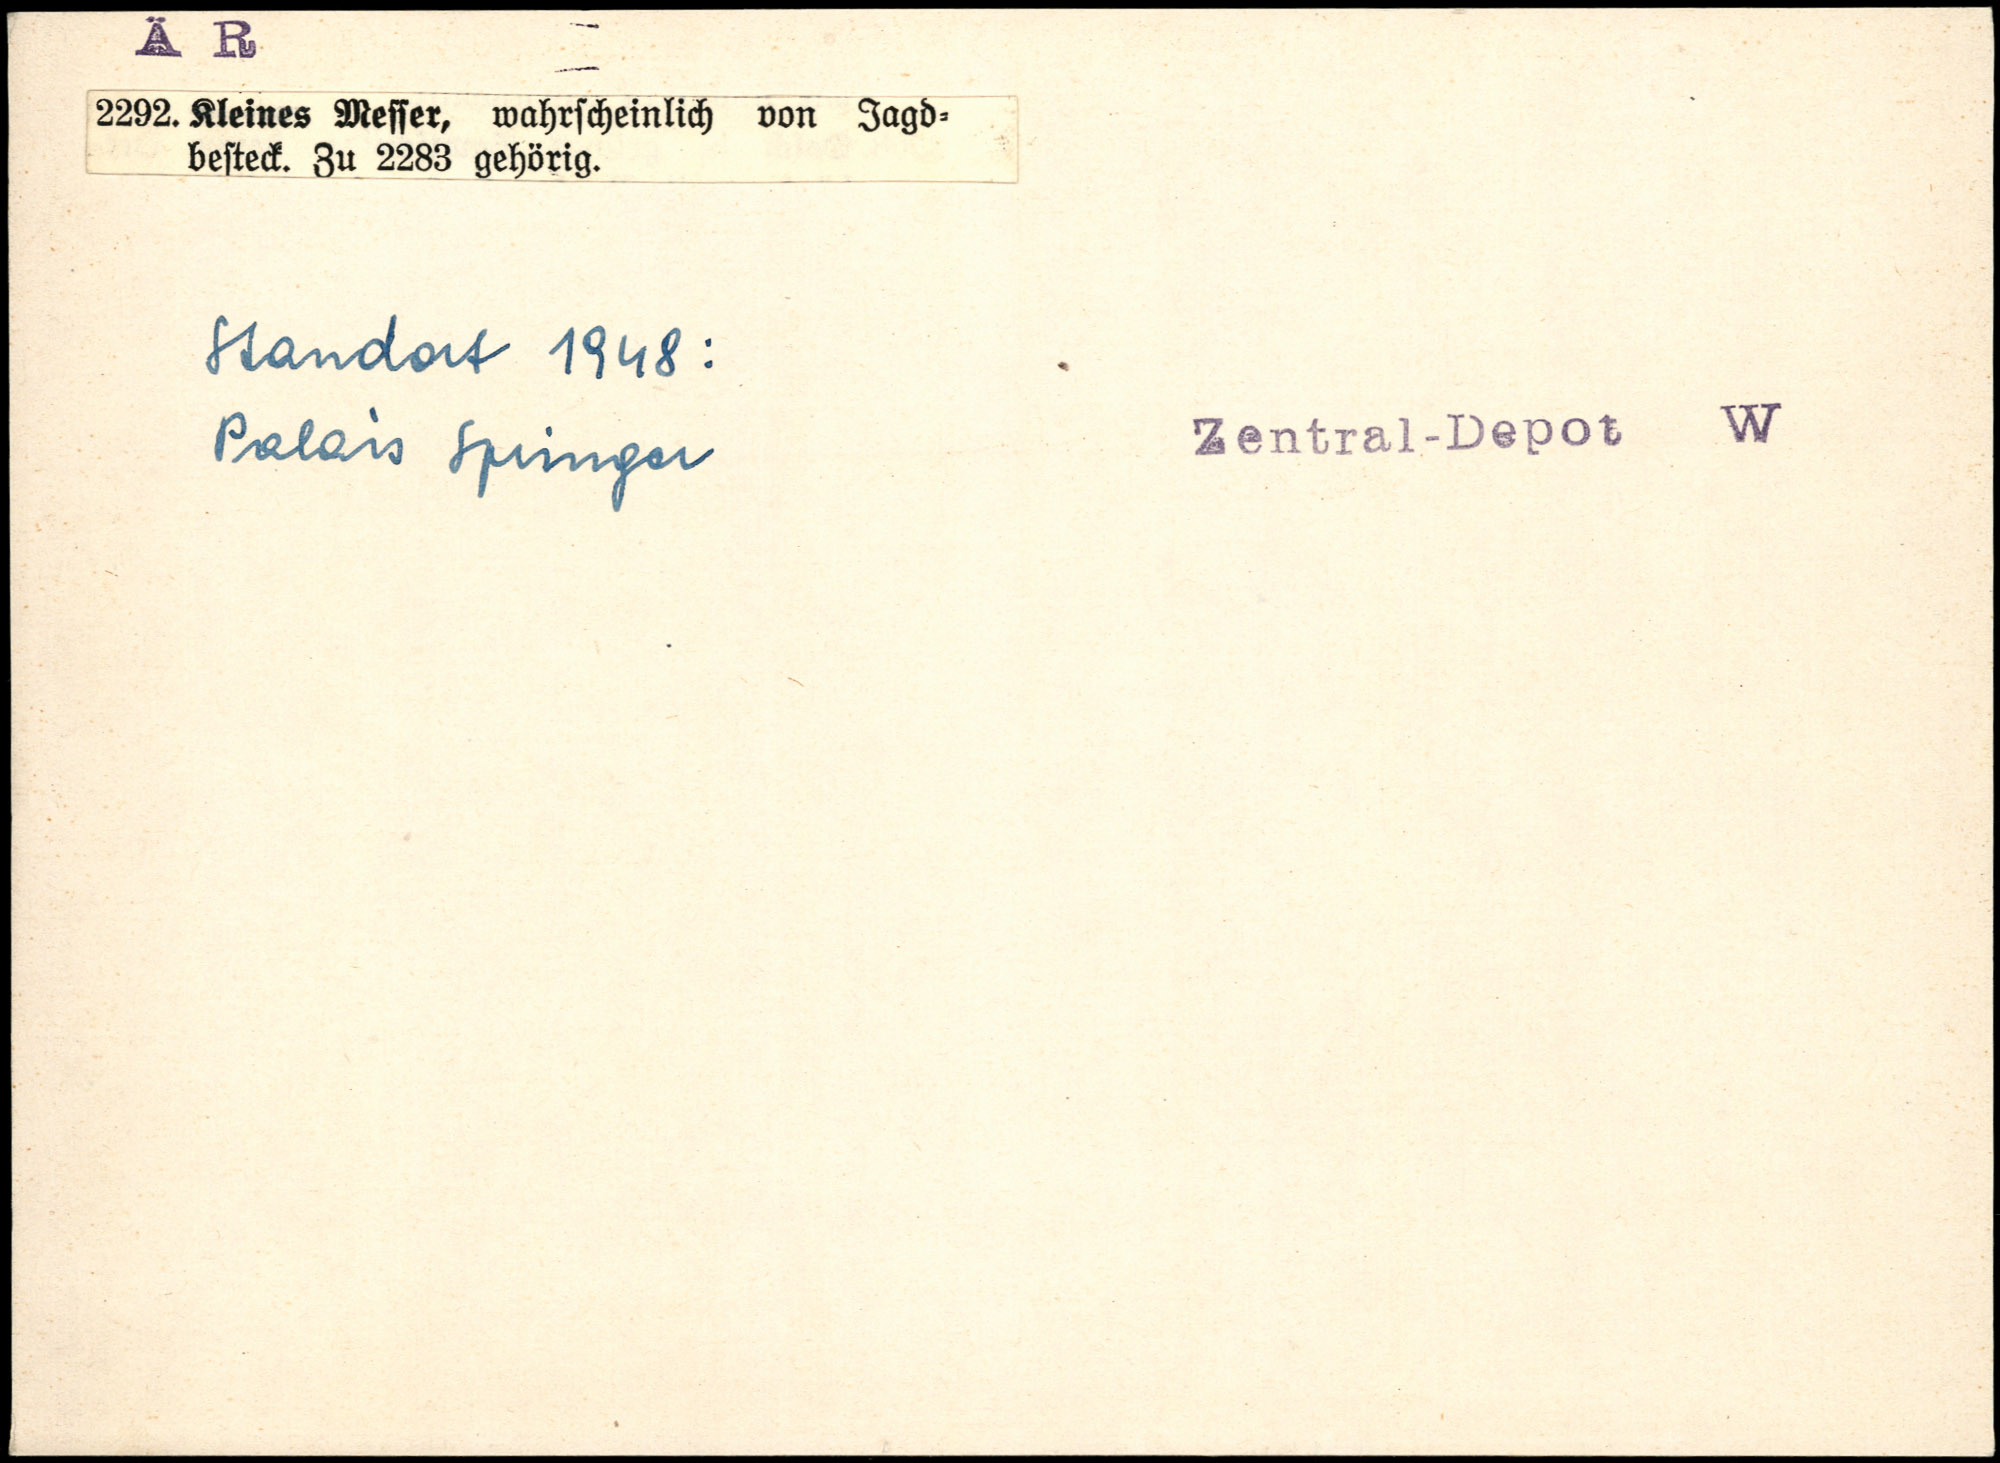 Ä R
2292. Kleines Messer, wahrscheinlich von Jagd-
besteck. Zu 2283 gehörig.
Standort 1948:
Palais Springer
Zentral-Depot W